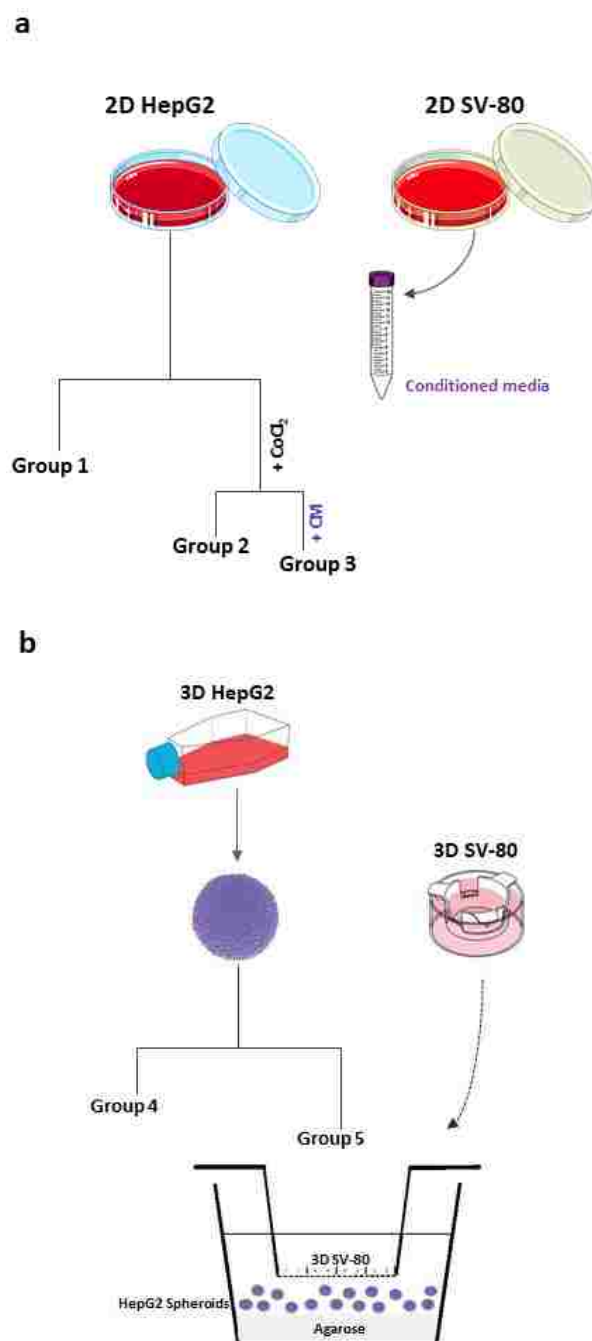 a
2D HepG2
2D SV-80
Conditioned media
+ CoCl₂
Group 1
+ CM
Group 2
Group 3
b
3D HepG2
3D SV-80
Group 4
Group 5
3D SV-80
HepG2 Spheroids
Agarose